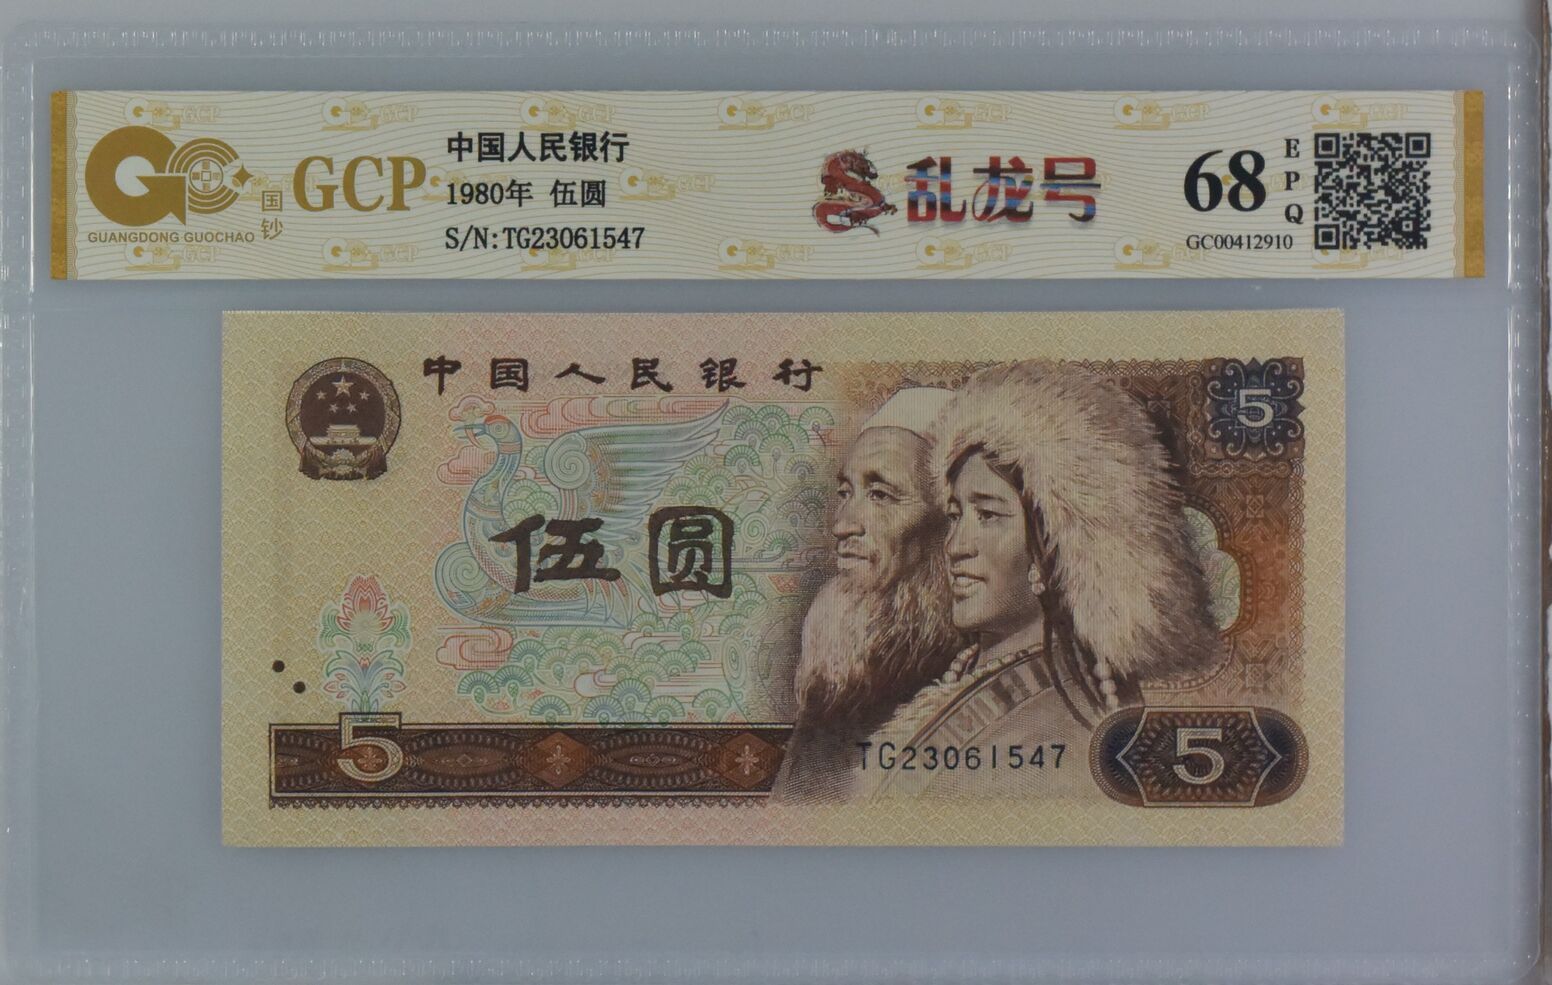 GCP
GUANGDONG GUOCHAO
国钞
中国人民银行
1980年 伍圆
S/N:TG23061547
乱龙号
68
EPQ
GC00412910
中国人民银行
5
伍圆
5
TG23061547
5